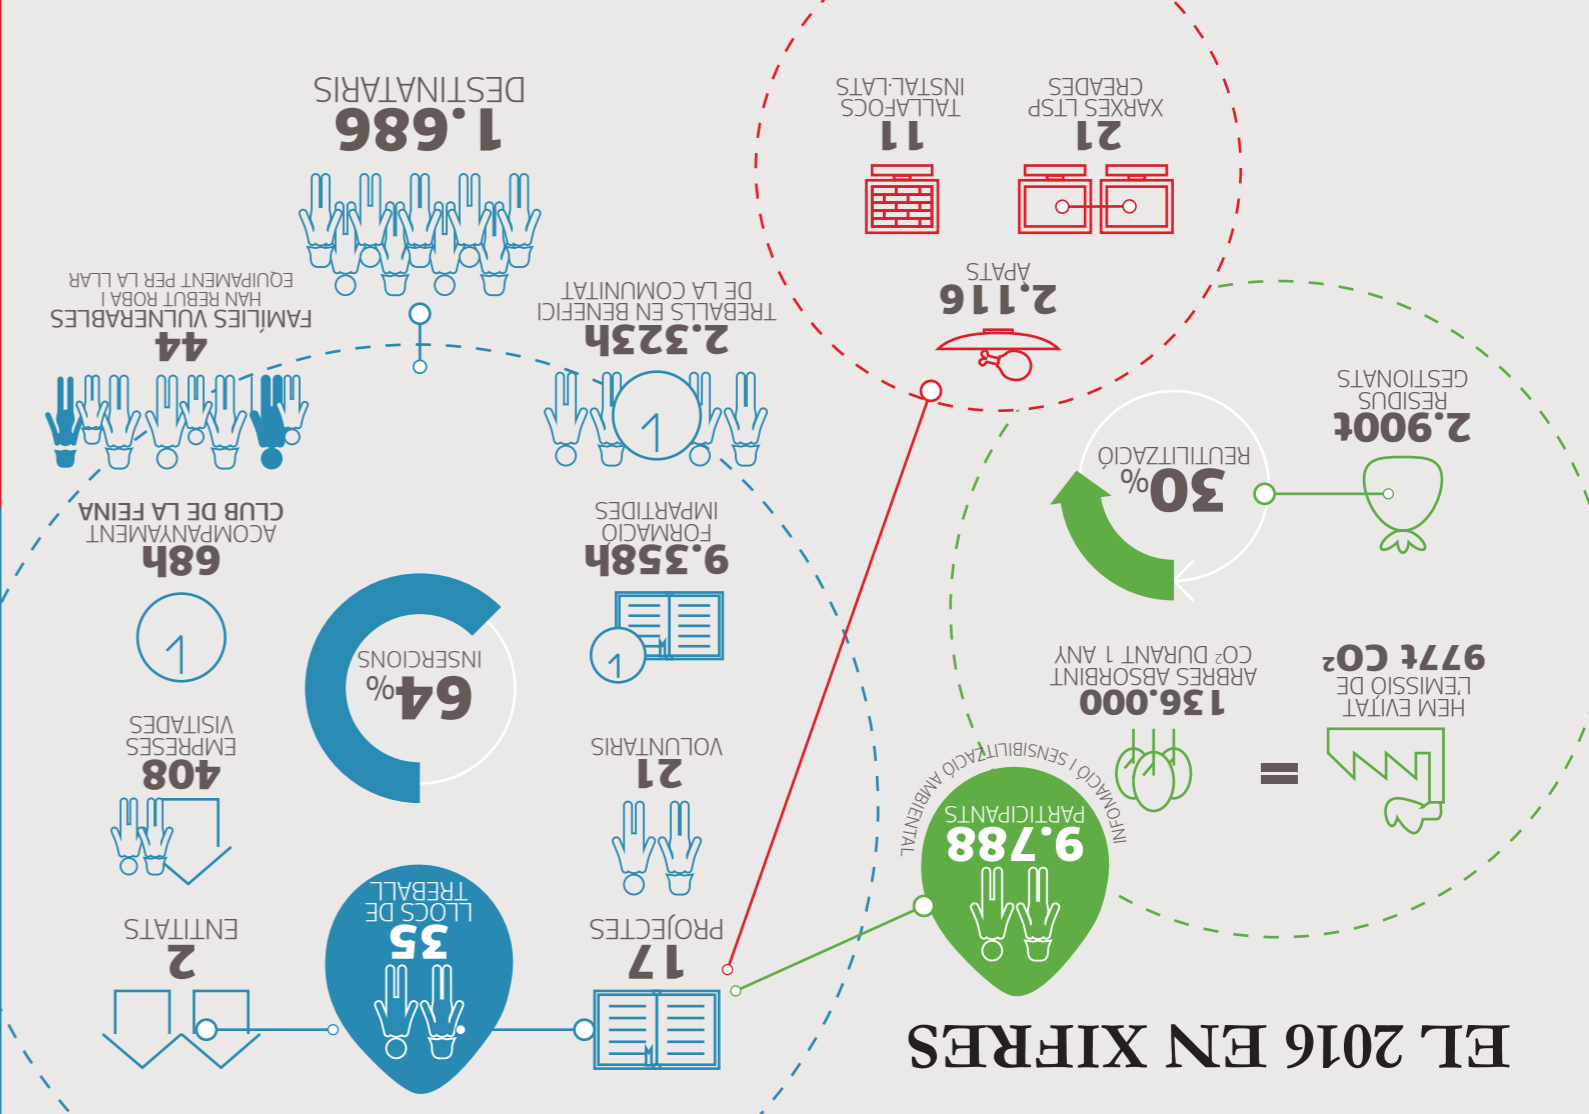 EL 2016 EN XIFRES
17
PROJECTES
35
LLOCS DE
TREBALL
2
ENTITATS
9.788
PARTICIPANTS
INFOMACIÓ I SENSIBILITZACIÓ AMBIENTAL
21
VOLUNTARIS
408
EMPRESES
VISITADES
=
HEM EVITAT
L'EMISSIÓ DE
977t CO²
136.000
ARBRES ABSORBINT
CO² DURANT 1 ANY
64%
INSERCIONS
9.358h
FORMACIÓ
IMPARTIDES
68h
ACOMPANYAMENT
CLUB DE LA FEINA
2.900t
RESIDUS
GESTIONATS
30%
REUTILITZACIÓ
2.323h
TREBALLS EN BENEFICI
DE LA COMUNITAT
44
FAMÍLIES VULNERABLES
HAN REBUT ROBA I
EQUIPAMENT PER LA LLAR
2.116
ÀPATS
21
XARXES LTSP
CREADES
11
TALLAFOCS
INSTAL·LATS
1.686
DESTINATARIS